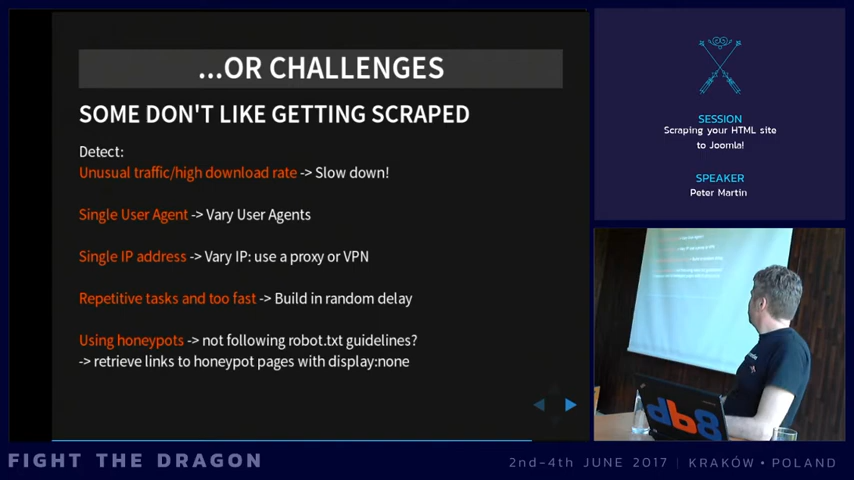 ...OR CHALLENGES
SOME DON'T LIKE GETTING SCRAPED
Detect:
Unusual traffic/high download rate -> Slow down!
Single User Agent -> Vary User Agents
Single IP address -> Vary IP: use a proxy or VPN
Repetitive tasks and too fast -> Build in random delay
Using honeypots -> not following robot.txt guidelines?
-> retrieve links to honeypot pages with display:none
SESSION
Scraping your HTML site
to Joomla!
SPEAKER
Peter Martin
db8
FIGHT THE DRAGON
2nd-4th JUNE 2017 | KRAKÓW • POLAND